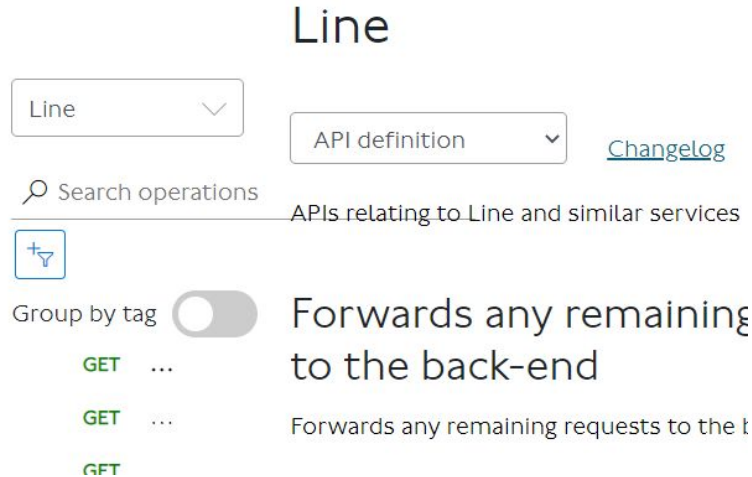 Line
Line
API definition
Changelog
Search operations
APIs relating to Line and similar services
Group by tag
Forwards any remaining
to the back-end
GET ...
GET ...
Forwards any remaining requests to the
GET